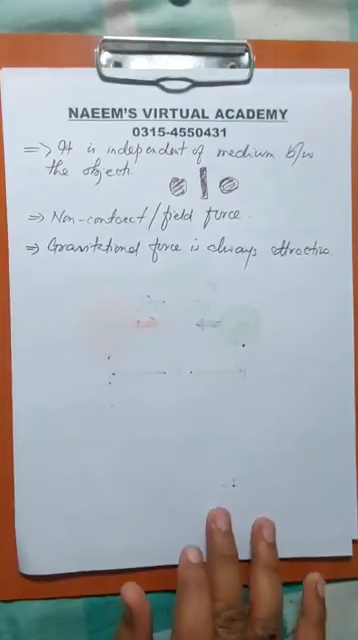 NAEEM'S VIRTUAL ACADEMY
0315-4550431
=> It is independent of medium b/w
the objects.
=> Non-contact/field force.
=> Gravitational force is always attractive.